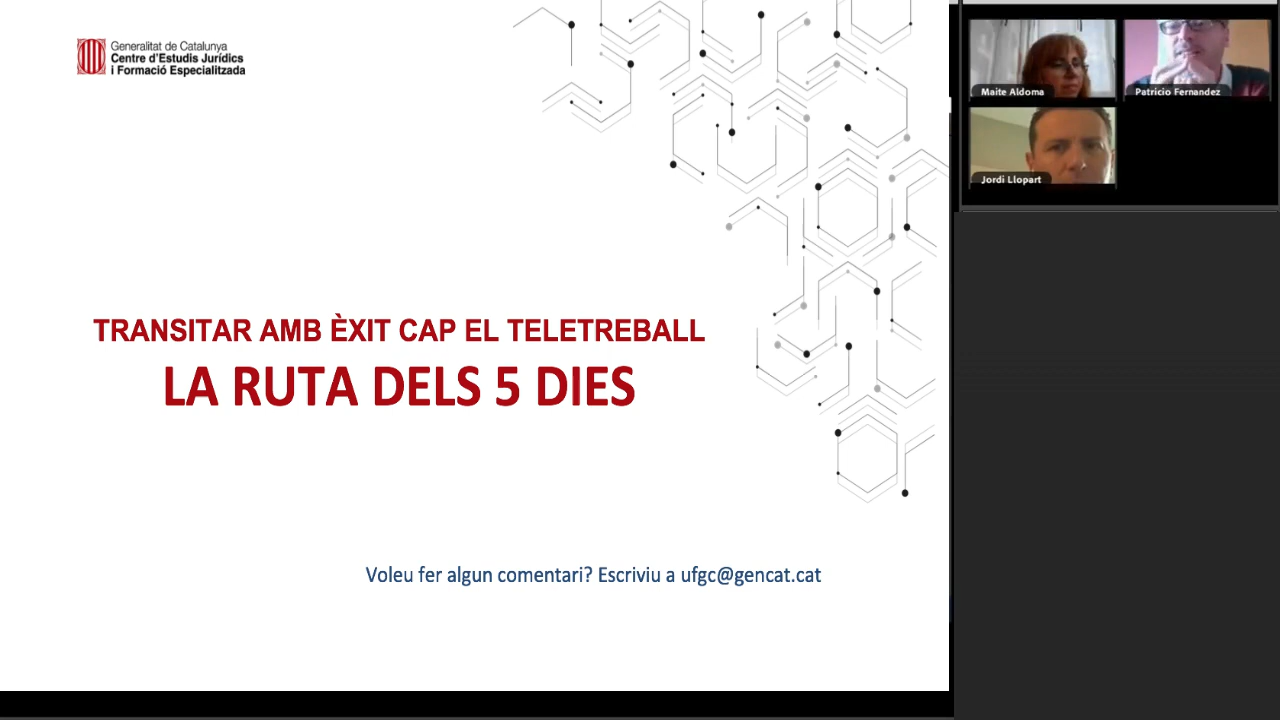 Generalitat de Catalunya
Centre d'Estudis Jurídics
i Formació Especialitzada
TRANSITAR AMB ÈXIT CAP EL TELETREBALL
LA RUTA DELS 5 DIES
Voleu fer algun comentari? Escriviu a ufgc@gencat.cat
Maite Aldoma
Patricio Fernandez
Jordi Llopart